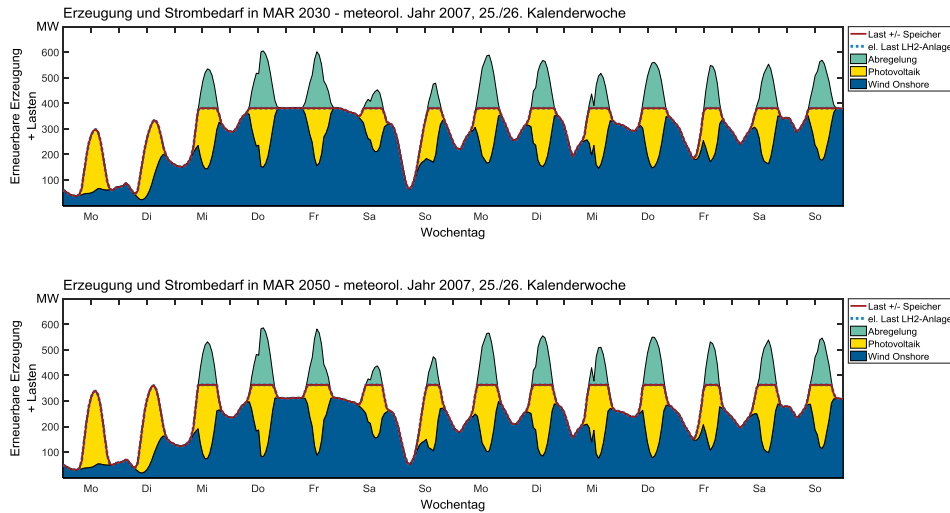 Erzeugung und Strombedarf in MAR 2030 - meteorol. Jahr 2007, 25./26. Kalenderwoche
MW
600
500
400
300
200
100
Erneuerbare Erzeugung
+ Lasten
Mo Di Mi Do Fr Sa So Mo Di Mi Do Fr Sa So
Wochentag
Last +/- Speicher
el. Last LH2-Anlage
Abregelung
Photovoltaik
Wind Onshore
Erzeugung und Strombedarf in MAR 2050 - meteorol. Jahr 2007, 25./26. Kalenderwoche
MW
600
500
400
300
200
100
Erneuerbare Erzeugung
+ Lasten
Mo Di Mi Do Fr Sa So Mo Di Mi Do Fr Sa So
Wochentag
Last +/- Speicher
el. Last LH2-Anlage
Abregelung
Photovoltaik
Wind Onshore